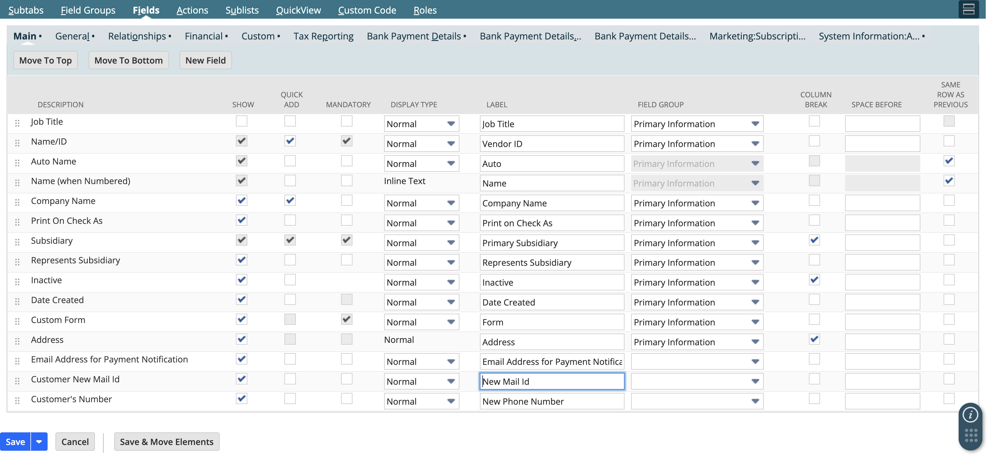 Subtabs Field Groups Fields Actions Sublists QuickView Custom Code Roles
Main • General • Relationships • Financial • Custom • Tax Reporting Bank Payment Details • Bank Payment Details... Bank Payment Details... Marketing:Subscripti... System Information:A... •
Move To Top Move To Bottom New Field
DESCRIPTION SHOW QUICK ADD MANDATORY DISPLAY TYPE LABEL FIELD GROUP COLUMN BREAK SPACE BEFORE SAME ROW AS PREVIOUS
Job Title Normal Job Title Primary Information
Name/ID Normal Vendor ID Primary Information
Auto Name Normal Auto Primary Information
Name (when Numbered) Inline Text Name Primary Information
Company Name Normal Company Name Primary Information
Print On Check As Normal Print on Check As Primary Information
Subsidiary Normal Primary Subsidiary Primary Information
Represents Subsidiary Normal Represents Subsidiary Primary Information
Inactive Normal Inactive Primary Information
Date Created Normal Date Created Primary Information
Custom Form Normal Form Primary Information
Address Normal Address Primary Information
Email Address for Payment Notification Normal Email Address for Payment Notifica
Customer New Mail Id Normal New Mail Id
Customer's Number Normal New Phone Number
Save Cancel Save & Move Elements